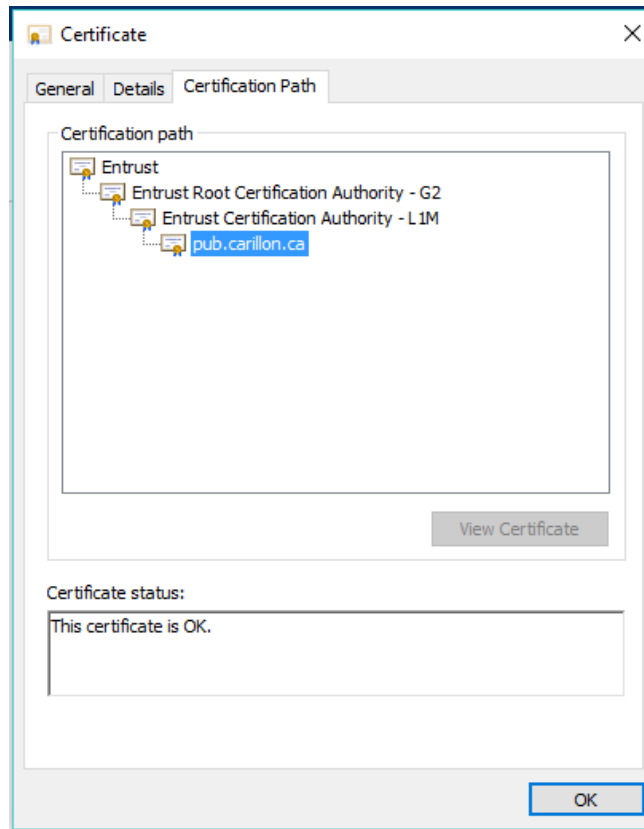 Certificate
General Details Certification Path
Certification path
Entrust
Entrust Root Certification Authority - G2
Entrust Certification Authority - L1M
pub.carillon.ca
View Certificate
Certificate status:
This certificate is OK.
OK